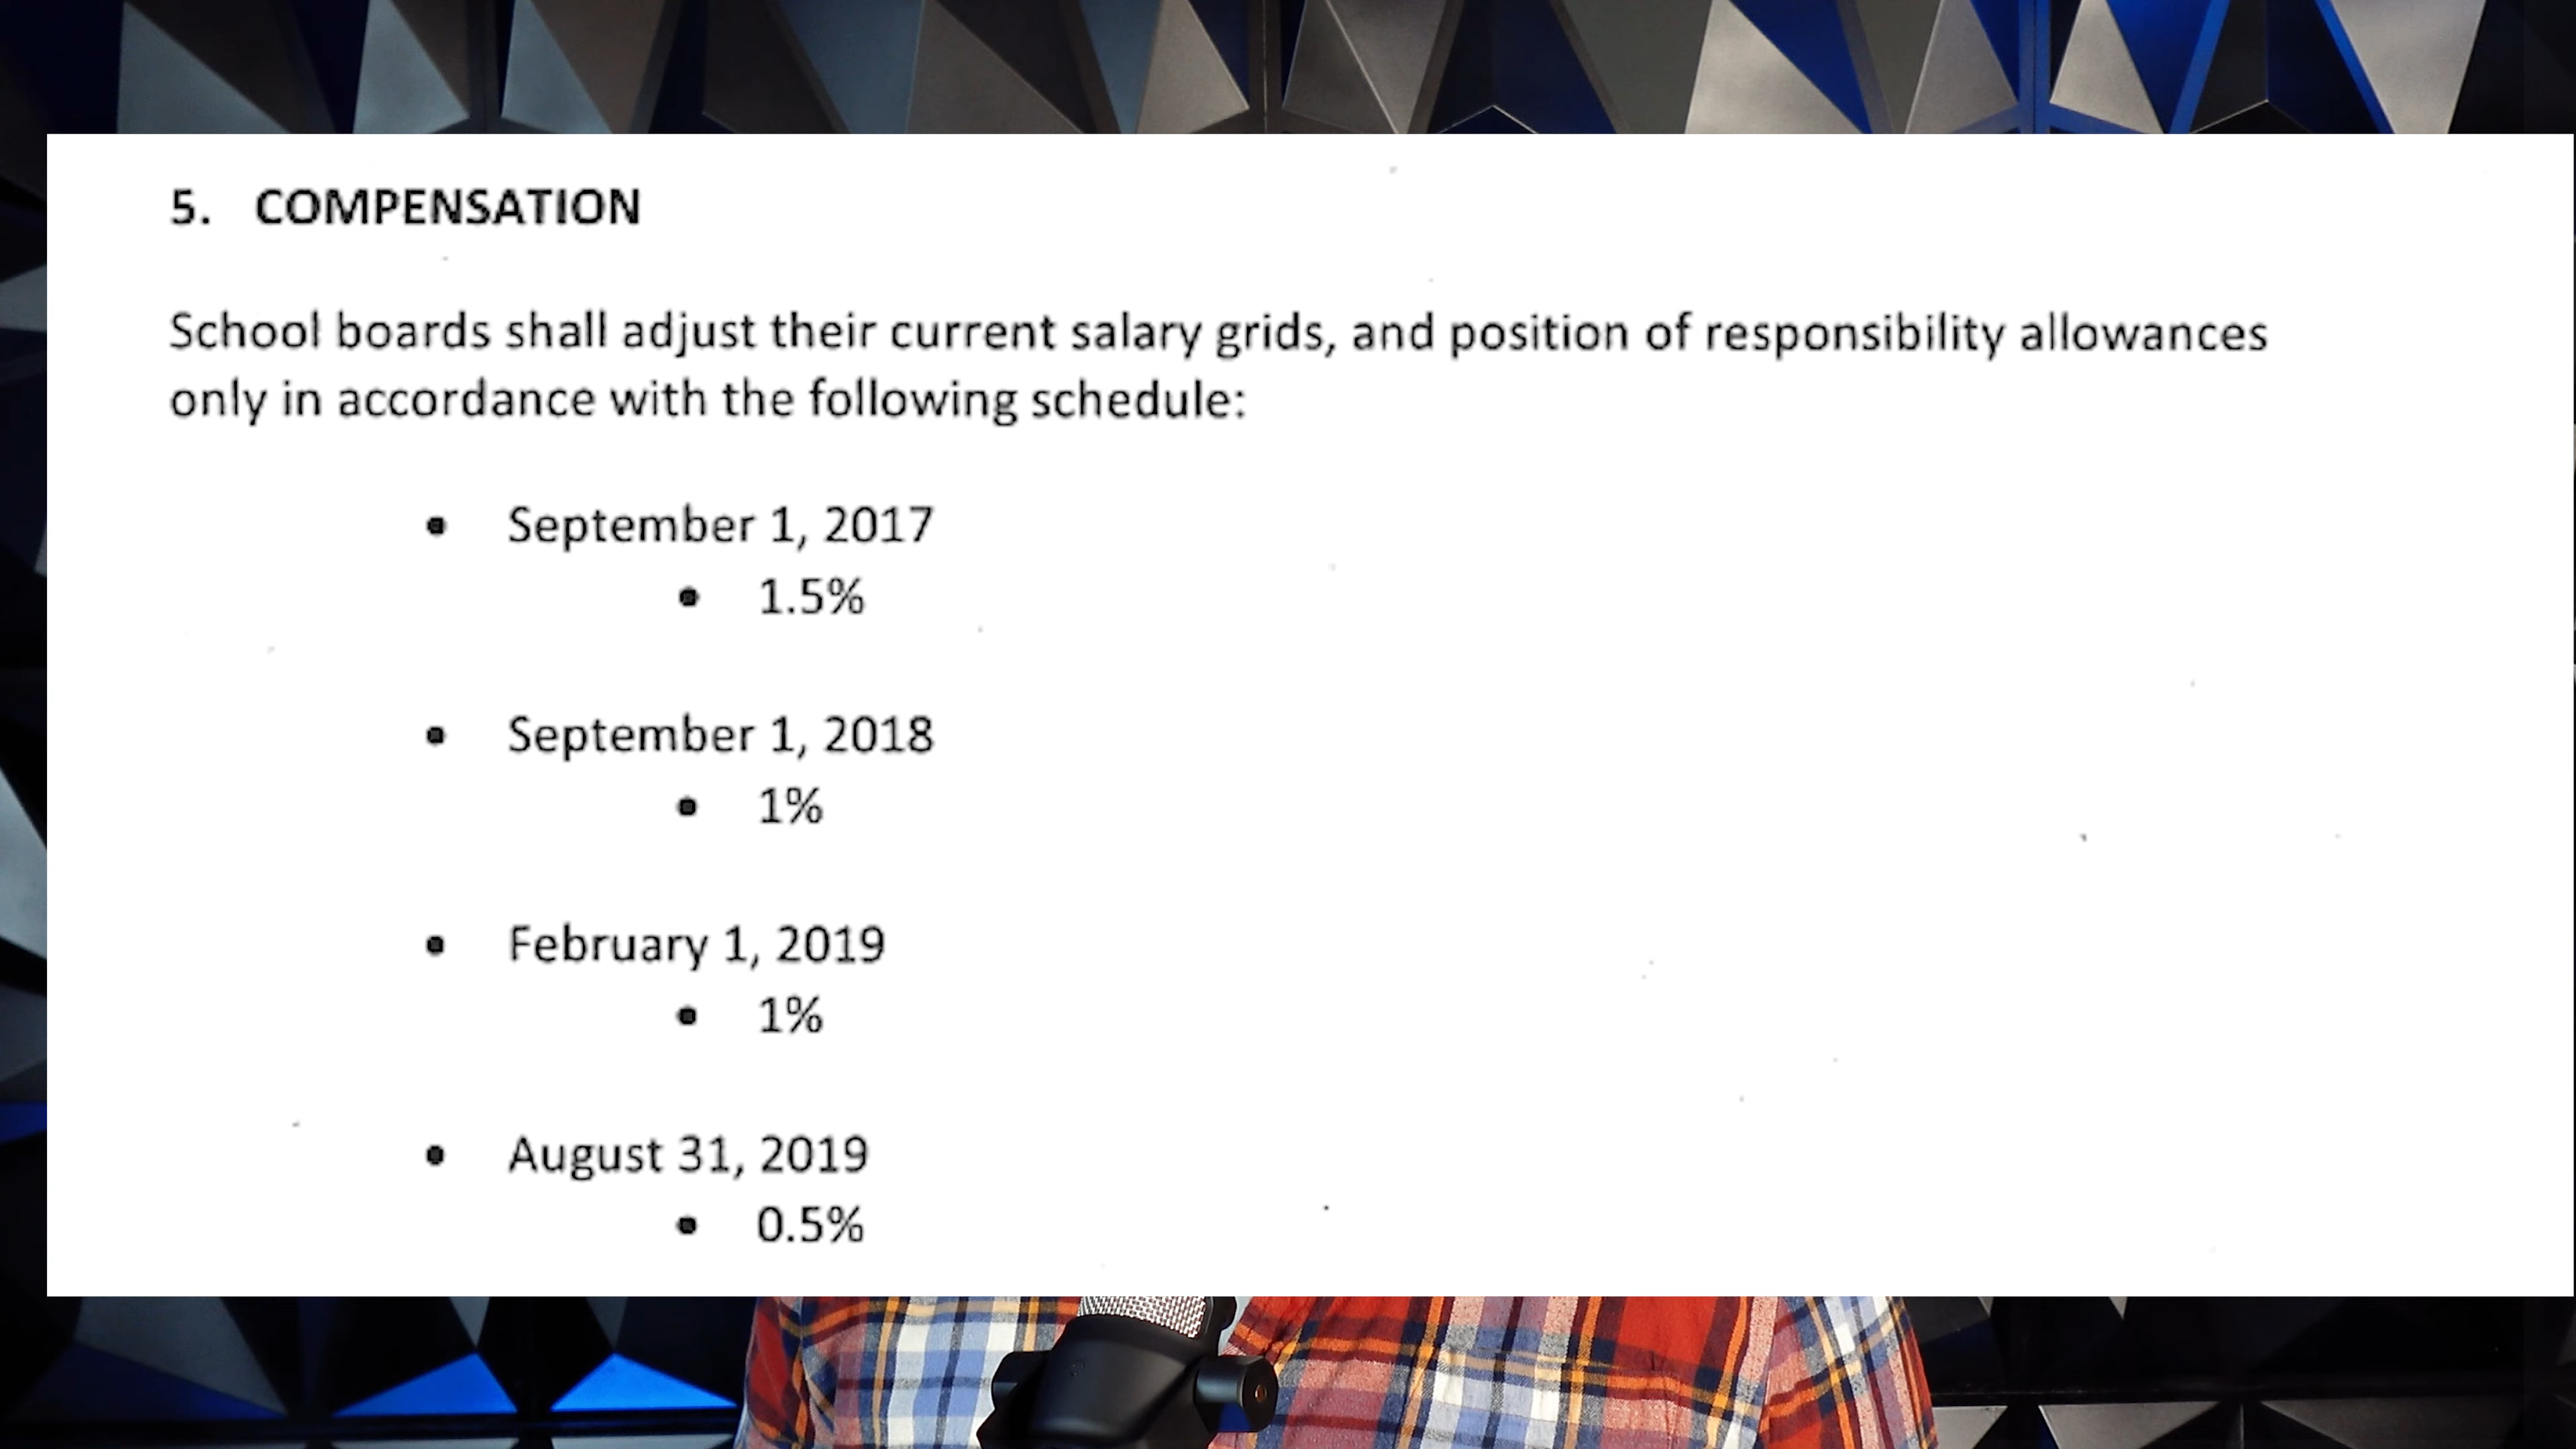 5. COMPENSATION
School boards shall adjust their current salary grids, and position of responsibility allowances
only in accordance with the following schedule:
• September 1, 2017
• 1.5%
• September 1, 2018
• 1%
• February 1, 2019
• 1%
• August 31, 2019
• 0.5%